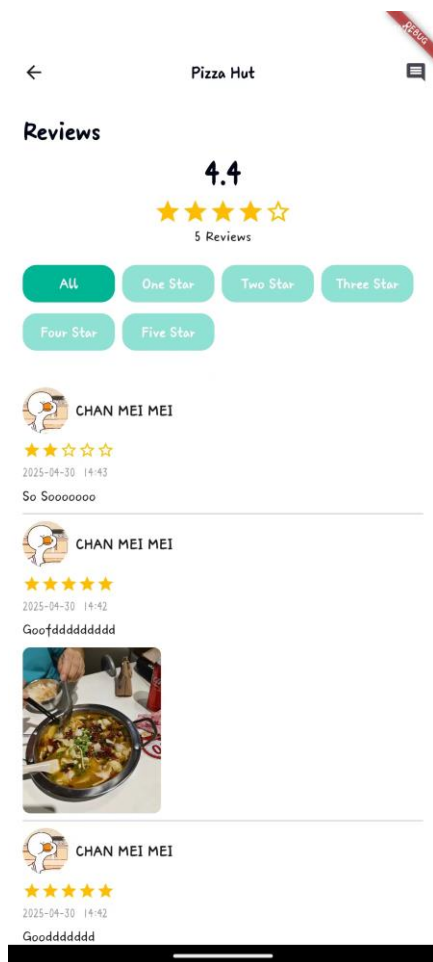 DEBUG
Pizza Hut
Reviews
4.4
5 Reviews
All One Star Two Star Three Star
Four Star Five Star
CHAN MEI MEI
2025-04-30 14:43
So Sooooooo
CHAN MEI MEI
2025-04-30 14:42
Goofddddddddd
CHAN MEI MEI
2025-04-30 14:42
Gooddddddd